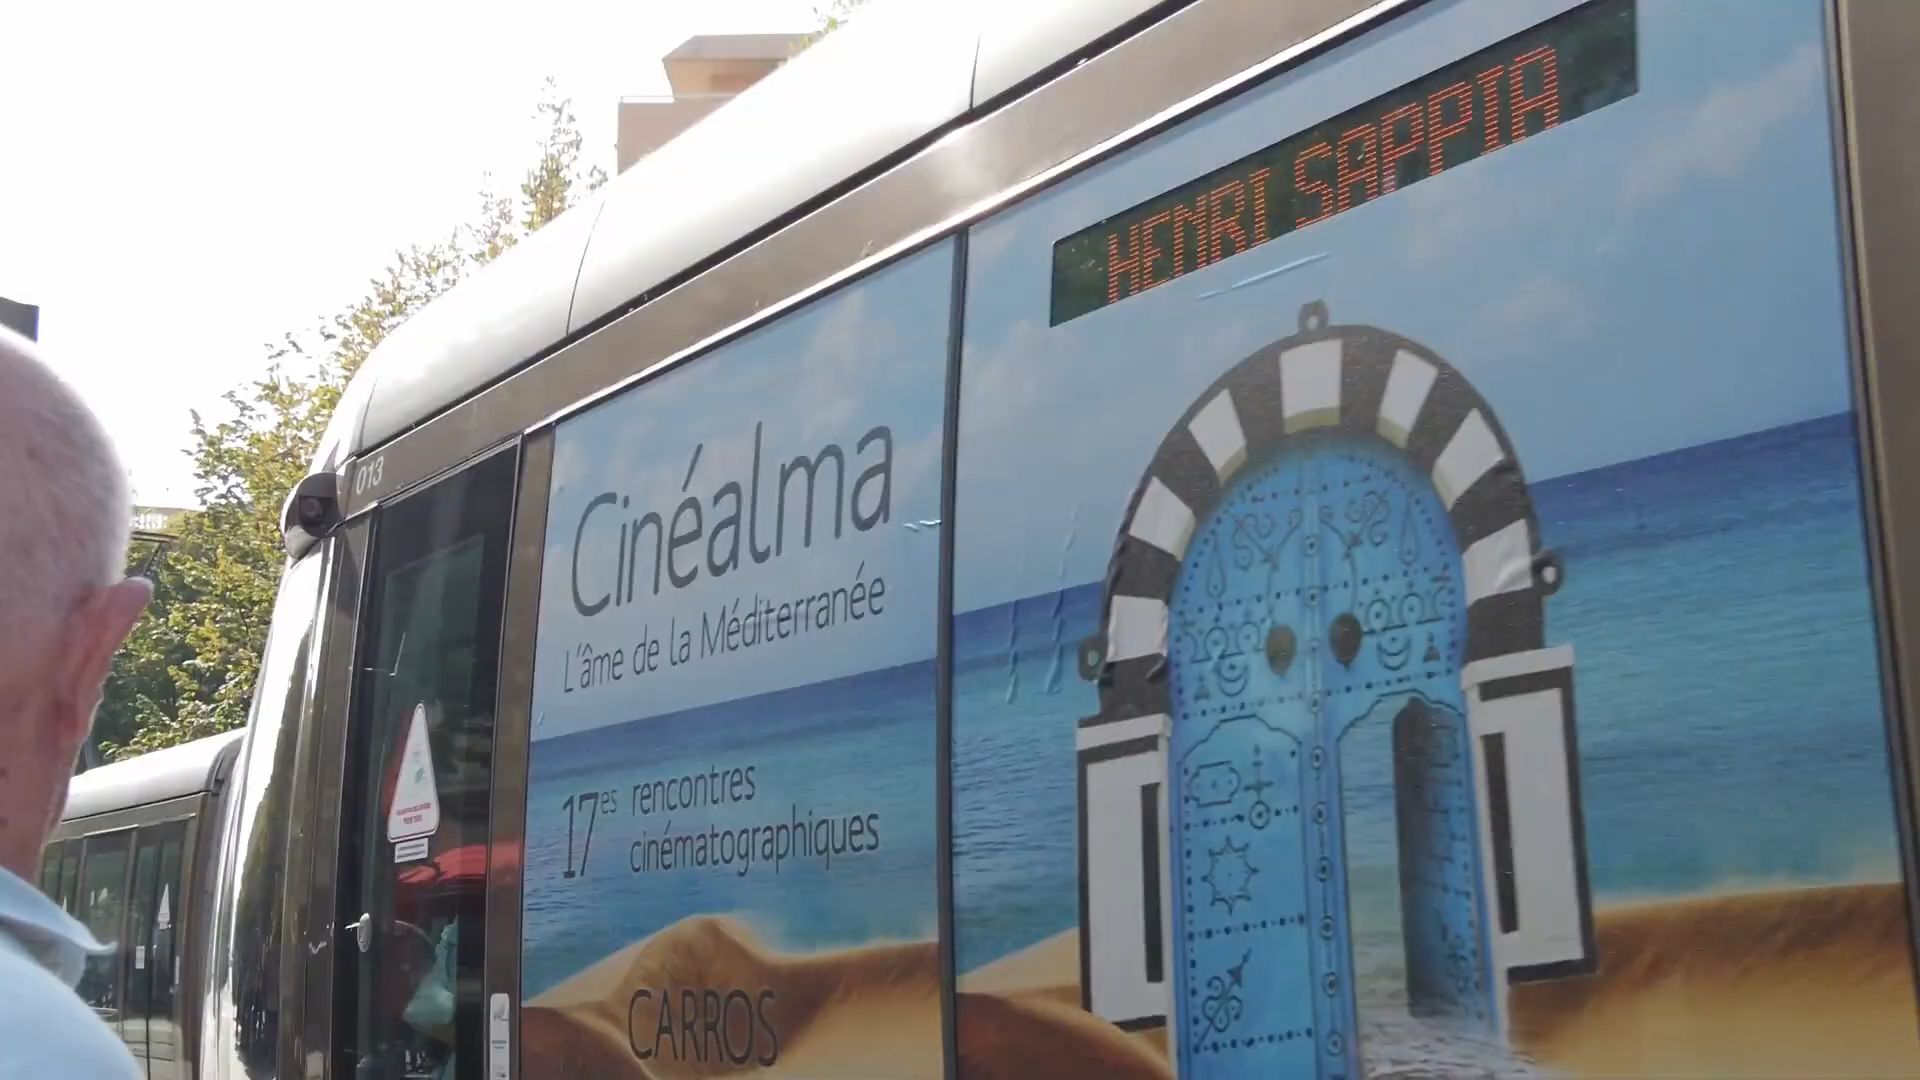 HENRI SAPPIA
013
Cinéalma
L'âme de la Méditerranée
17es rencontres
cinématographiques
CARROS